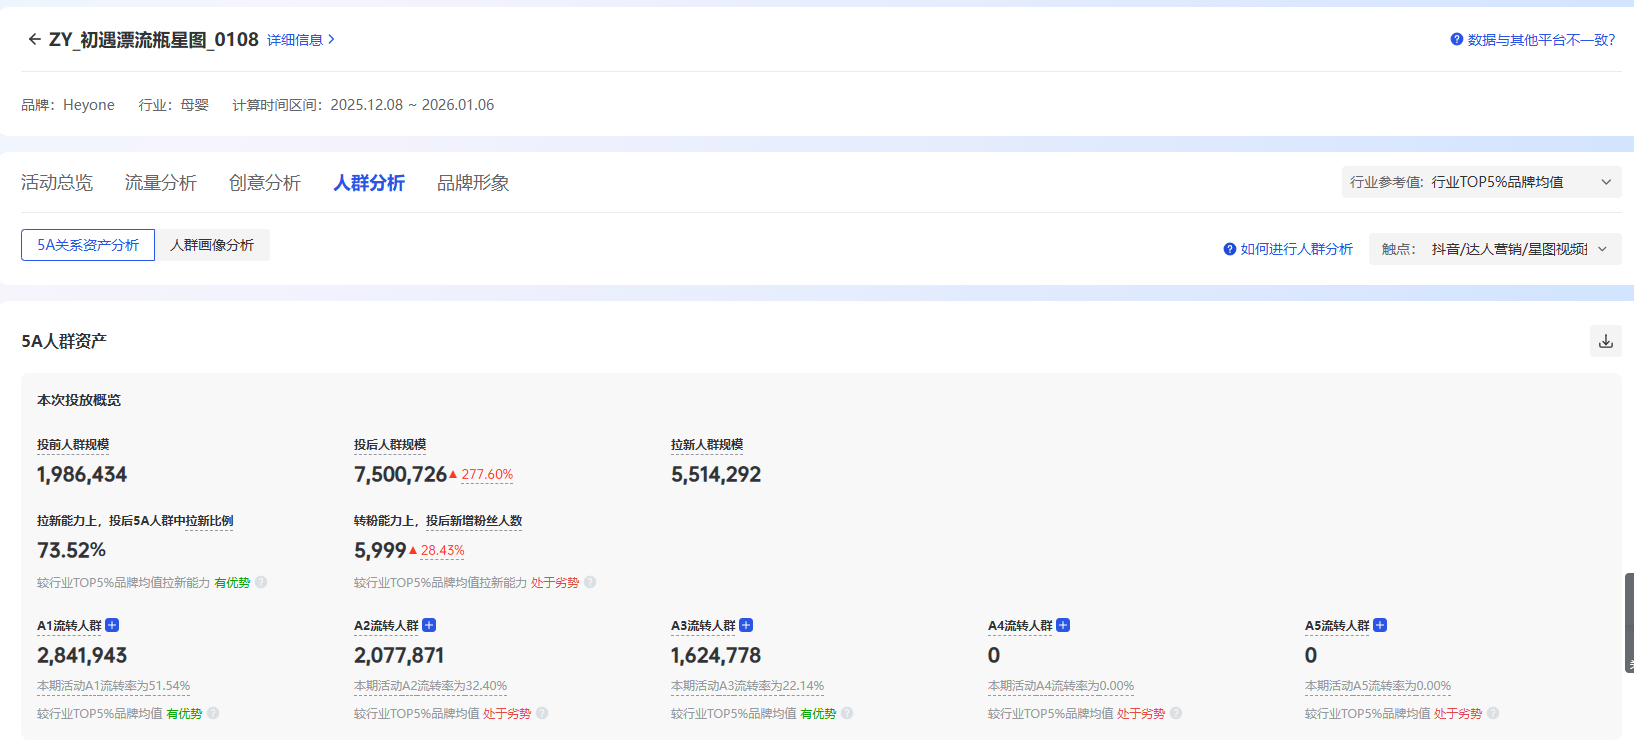 ZY_初遇漂流瓶星图_0108 详细信息
数据与其他平台不一致?
品牌：Heyone 行业：母婴 计算时间区间：2025.12.08 ~ 2026.01.06
活动总览 流量分析 创意分析 人群分析 品牌形象
行业参考值: 行业TOP5%品牌均值
5A关系资产分析 人群画像分析
如何进行人群分析 触点： 抖音/达人营销/星图视频
5A人群资产
本次投放概览
投前人群规模 投后人群规模 拉新人群规模
1,986,434 7,500,726 277.60% 5,514,292
拉新能力上，投后5A人群中拉新比例 转粉能力上，投后新增粉丝人数
73.52% 5,999 28.43%
较行业TOP5%品牌均值拉新能力 有优势 较行业TOP5%品牌均值拉新能力 处于劣势
A1流转人群 A2流转人群 A3流转人群 A4流转人群 A5流转人群
2,841,943 2,077,871 1,624,778 0 0
本期活动A1流转率为51.54% 本期活动A2流转率为32.40% 本期活动A3流转率为22.14% 本期活动A4流转率为0.00% 本期活动A5流转率为0.00%
较行业TOP5%品牌均值 有优势 较行业TOP5%品牌均值 处于劣势 较行业TOP5%品牌均值 有优势 较行业TOP5%品牌均值 处于劣势 较行业TOP5%品牌均值 处于劣势